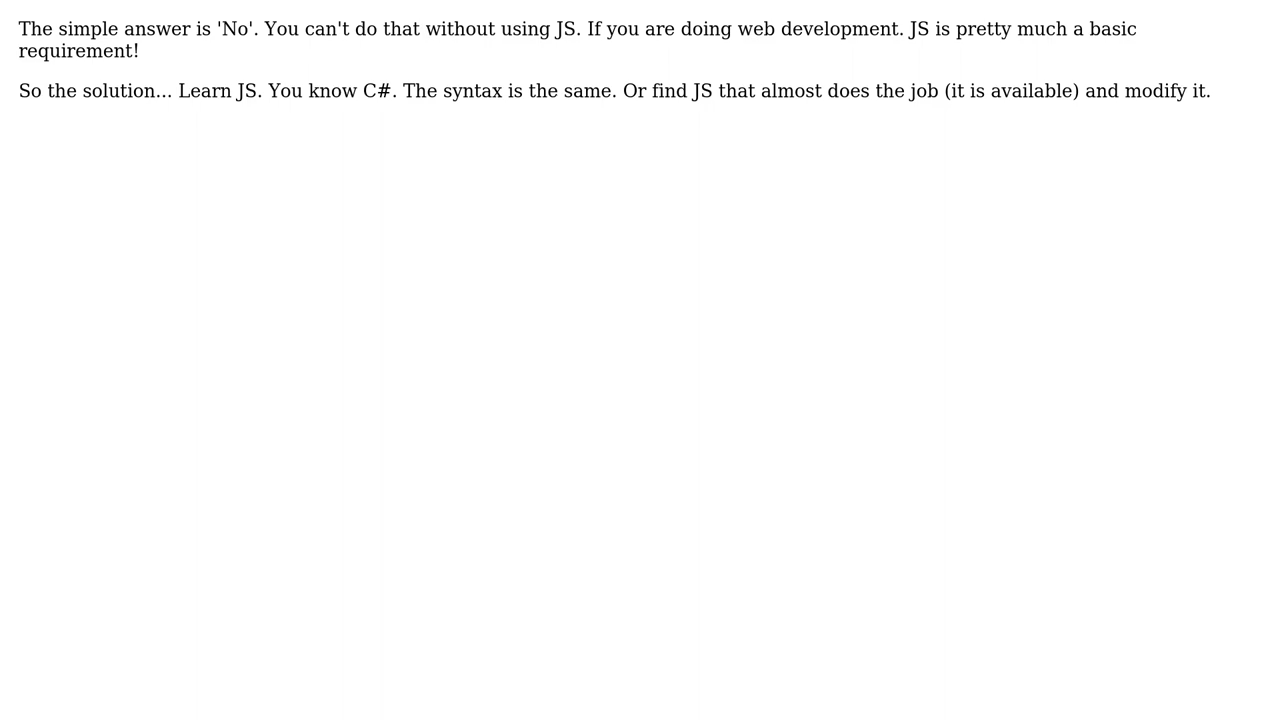 The simple answer is 'No'. You can't do that without using JS. If you are doing web development. JS is pretty much a basic
requirement!
So the solution... Learn JS. You know C#. The syntax is the same. Or find JS that almost does the job (it is available) and modify it.